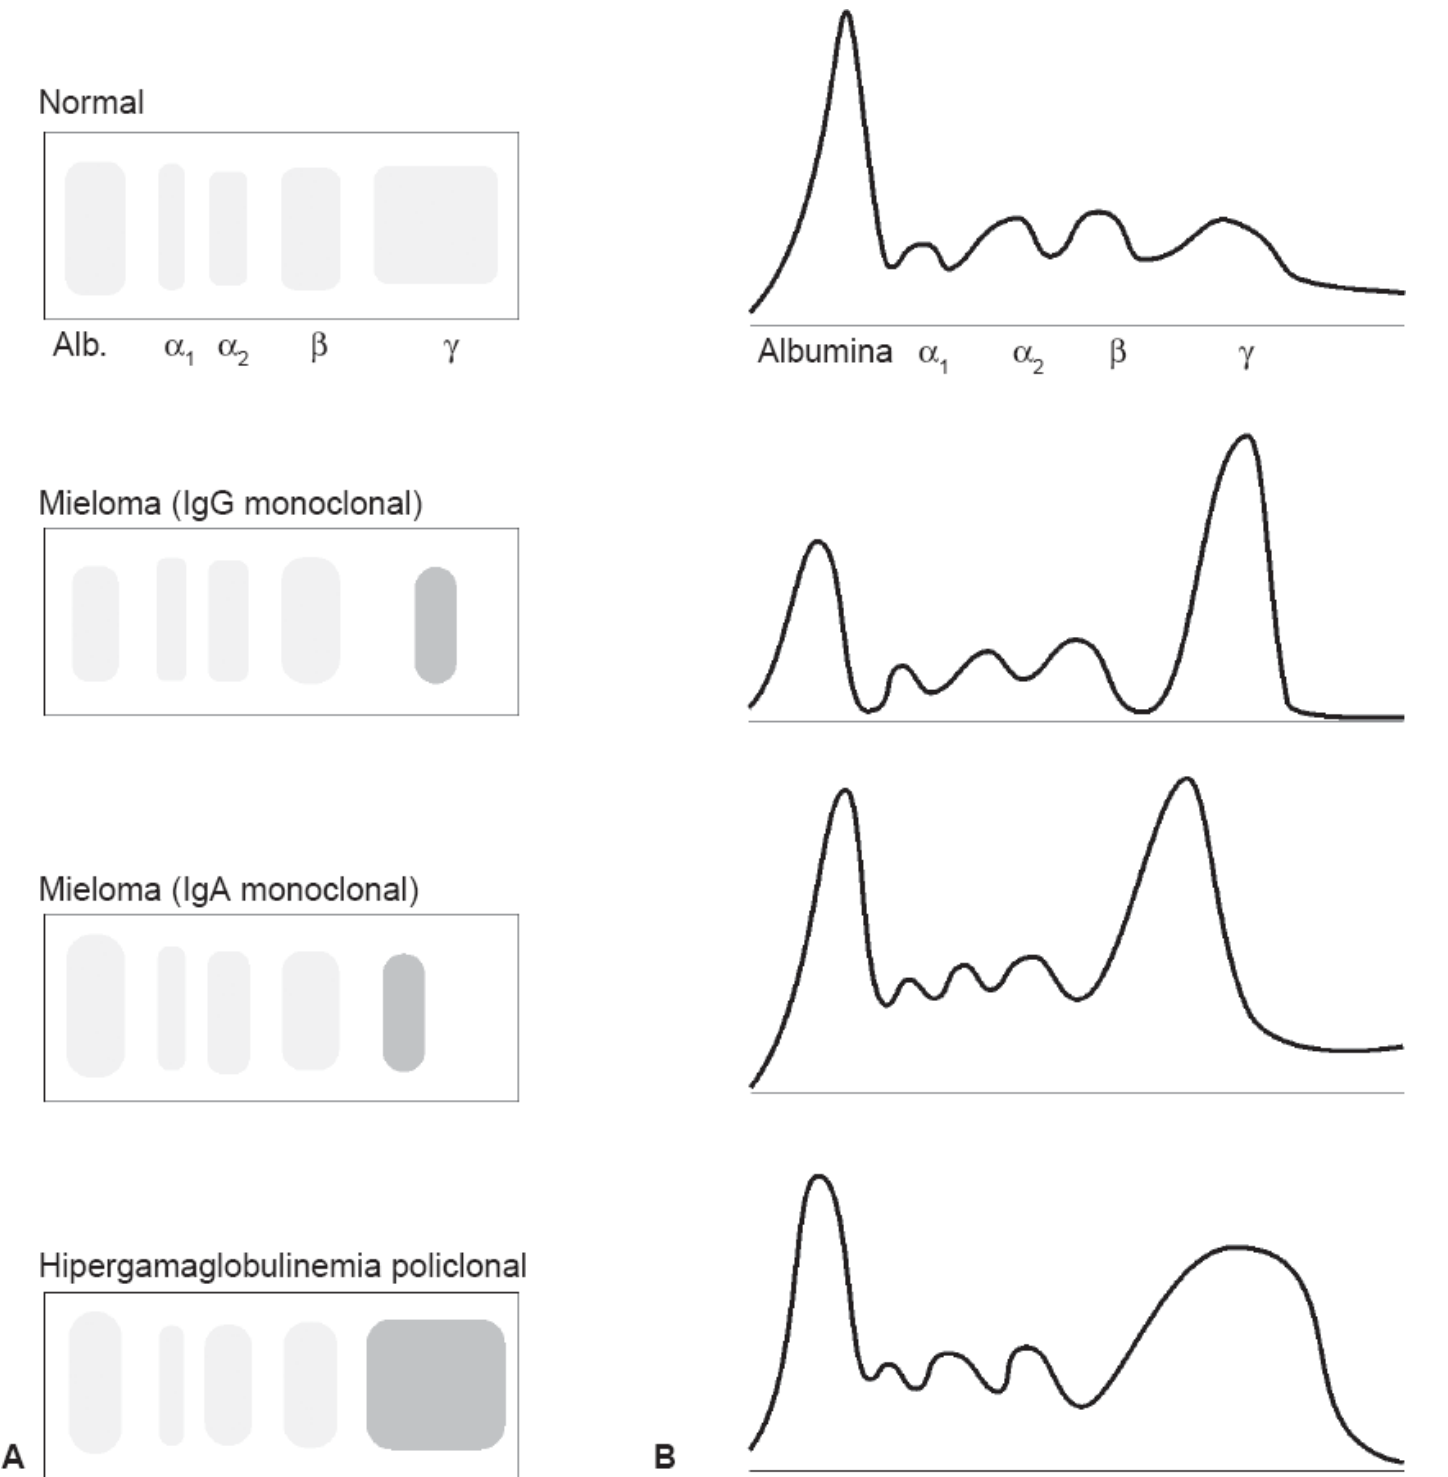 Normal
Alb. α1 α2 β γ
Albumina α1 α2 β γ
Mieloma (IgG monoclonal)
Mieloma (IgA monoclonal)
Hipergamaglobulinemia policlonal
A
B